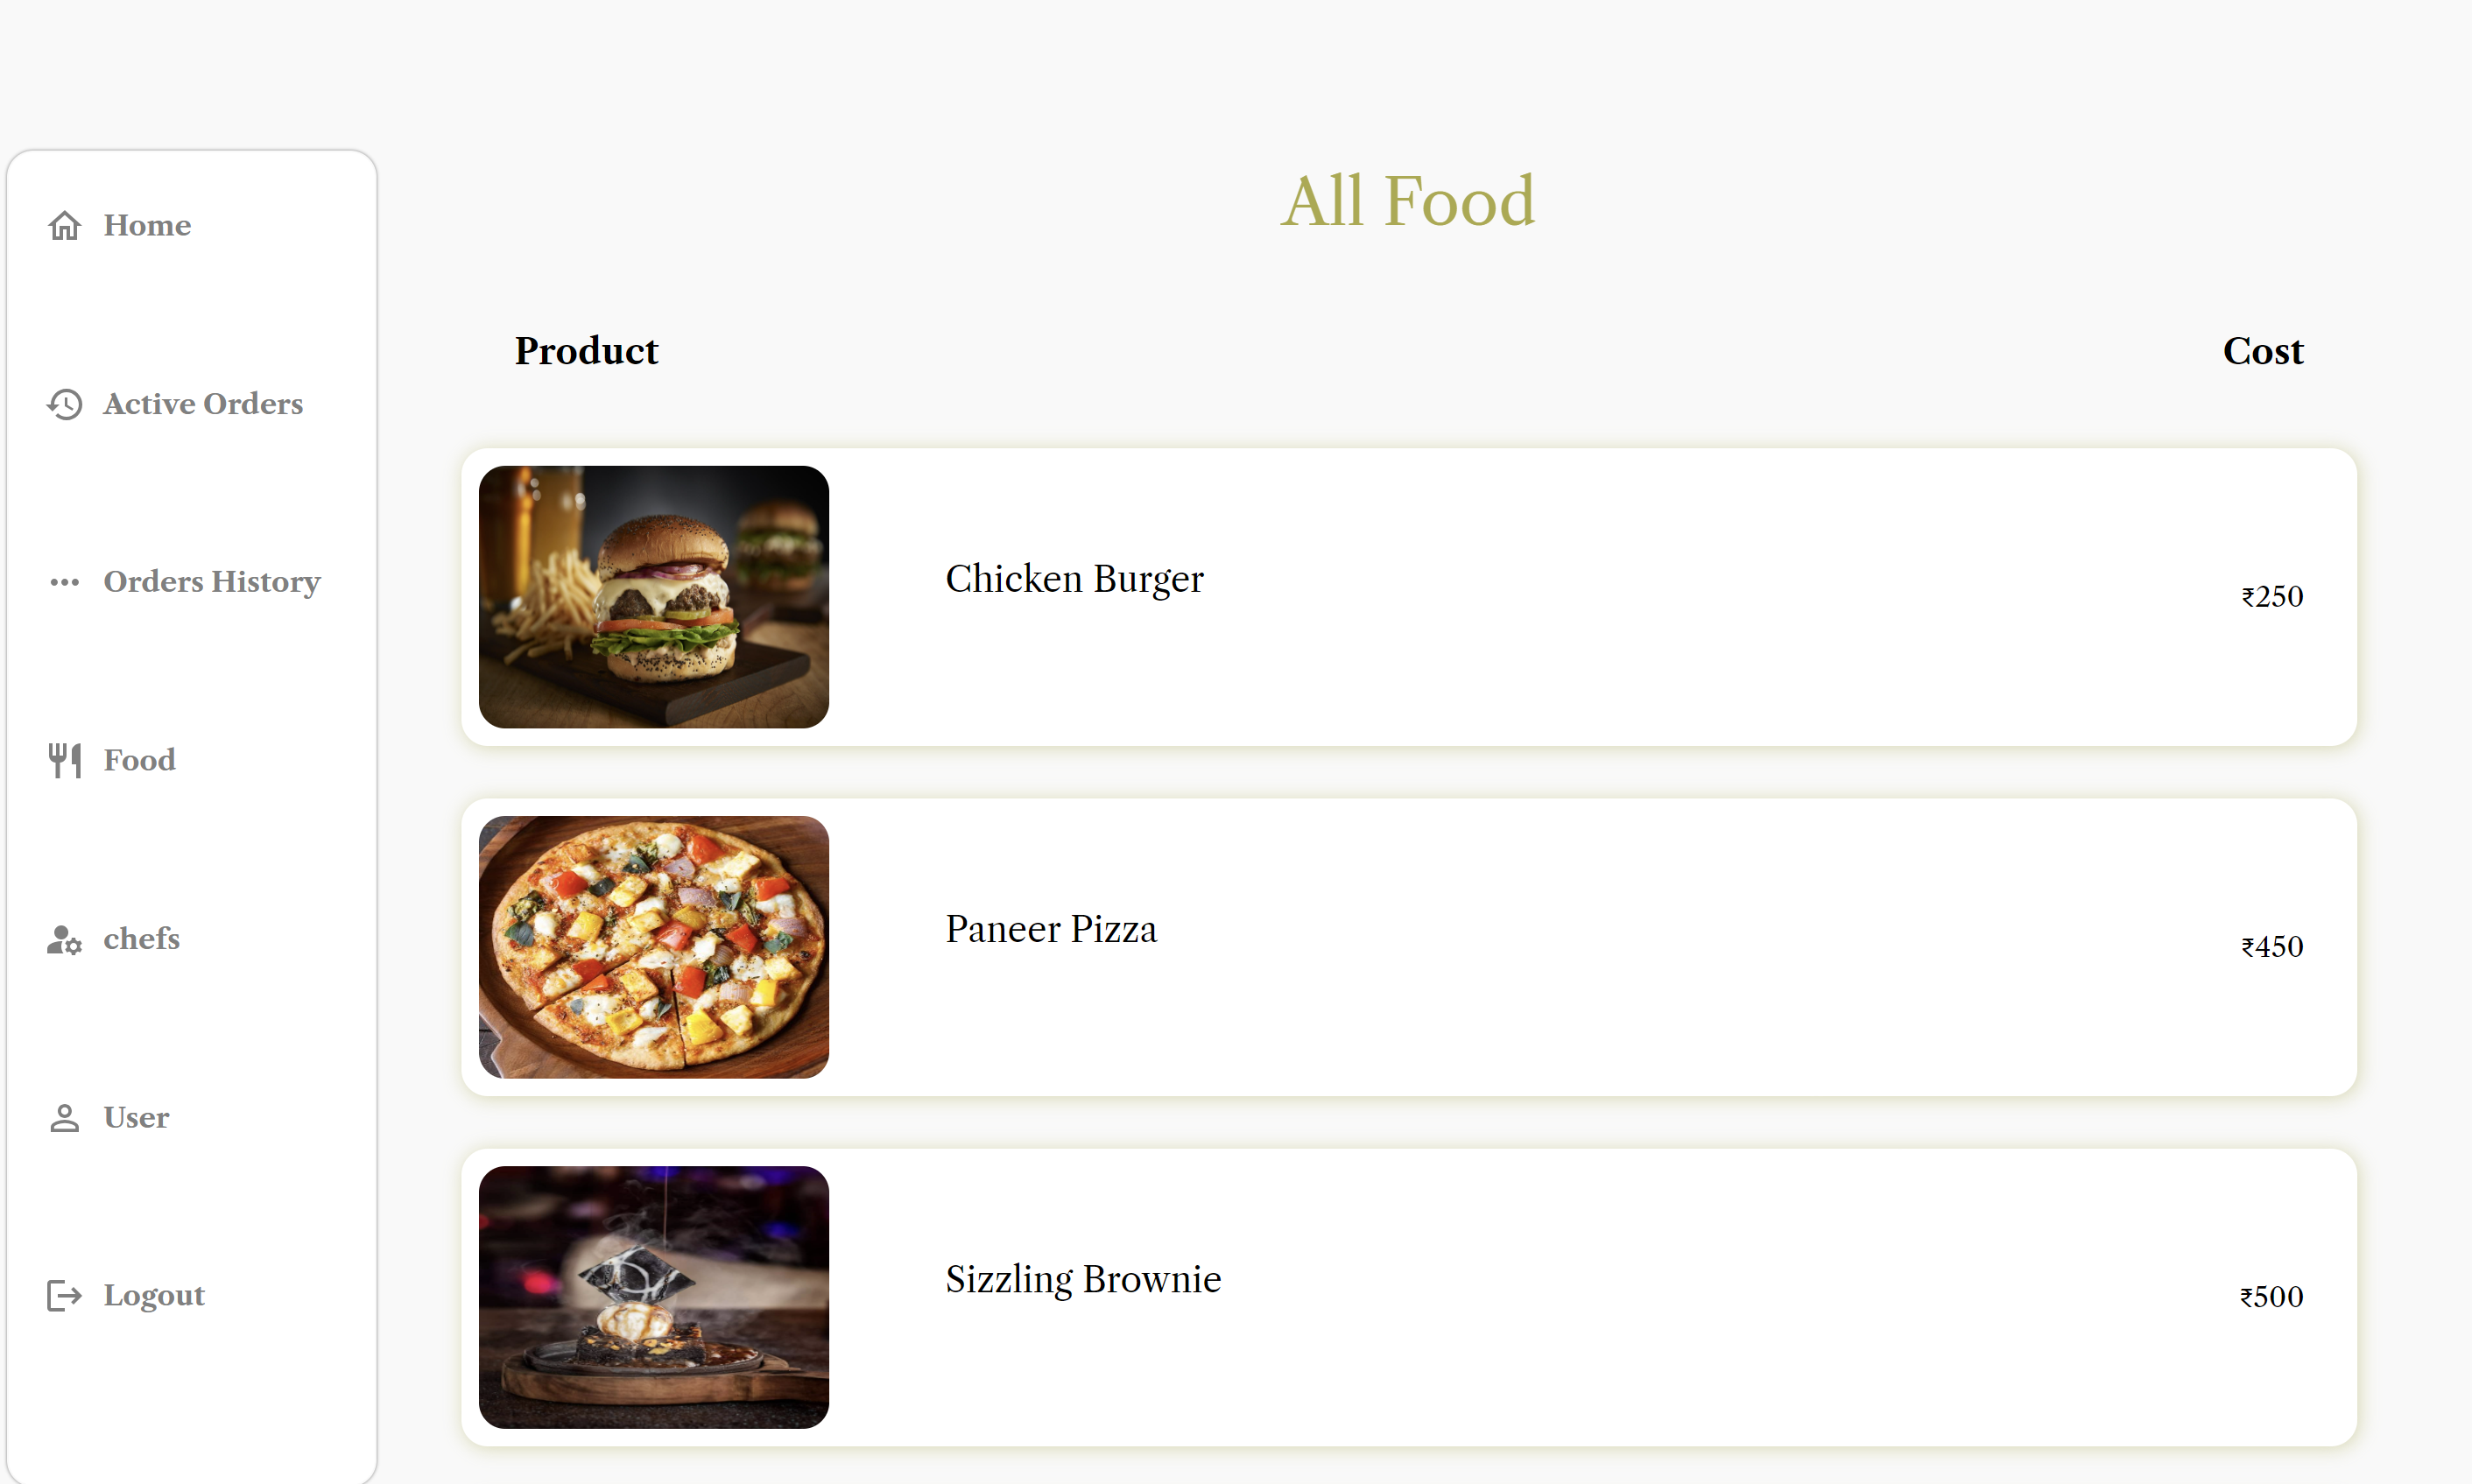 Home
Active Orders
Orders History
Food
chefs
User
Logout
All Food
Product
Cost
Chicken Burger
₹250
Paneer Pizza
₹450
Sizzling Brownie
₹500